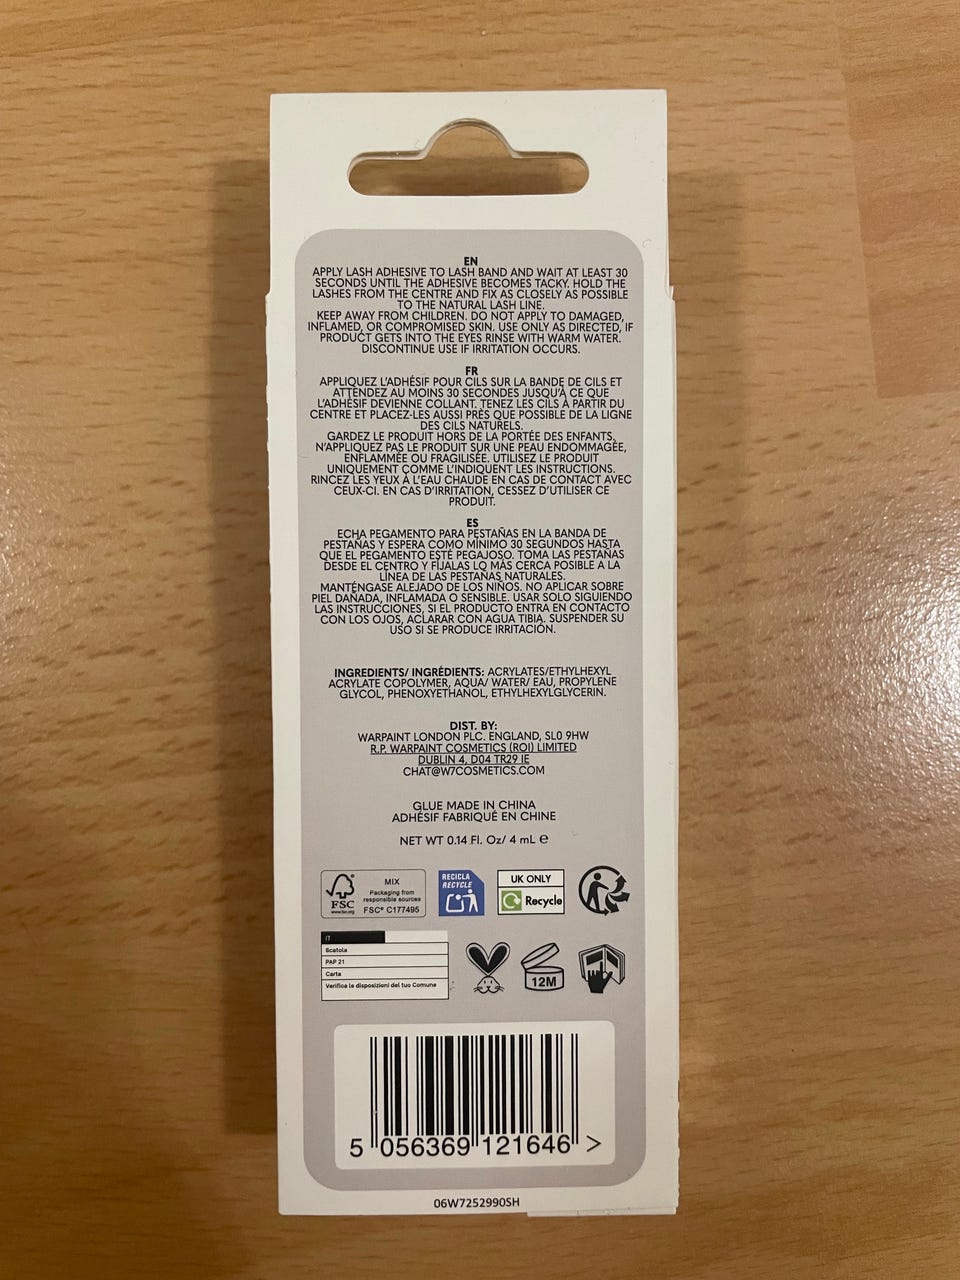 EN
APPLY LASH ADHESIVE TO LASH BAND AND WAIT AT LEAST 30
SECONDS UNTIL THE ADHESIVE BECOMES TACKY. HOLD THE
LASHES FROM THE CENTRE AND FIX AS CLOSELY AS POSSIBLE
TO THE NATURAL LASH LINE.
KEEP AWAY FROM CHILDREN. DO NOT APPLY TO DAMAGED,
INFLAMED, OR COMPROMISED SKIN. USE ONLY AS DIRECTED, IF
PRODUCT GETS INTO THE EYES RINSE WITH WARM WATER.
DISCONTINUE USE IF IRRITATION OCCURS.
FR
APPLIQUEZ L'ADHÉSIF POUR CILS SUR LA BANDE DE CILS ET
ATTENDEZ AU MOINS 30 SECONDES JUSQU'À CE QUE
L'ADHÉSIF DEVIENNE COLLANT. TENEZ LES CILS À PARTIR DU
CENTRE ET PLACEZ-LES AUSSI PRÈS QUE POSSIBLE DE LA LIGNE
DES CILS NATURELS.
GARDEZ LE PRODUIT HORS DE LA PORTÉE DES ENFANTS.
N'APPLIQUEZ PAS LE PRODUIT SUR UNE PEAU ENDOMMAGÉE,
ENFLAMMÉE OU FRAGILISÉE. UTILISEZ LE PRODUIT
UNIQUEMENT COMME L'INDIQUENT LES INSTRUCTIONS.
RINCEZ LES YEUX À L'EAU CHAUDE EN CAS DE CONTACT AVEC
CEUX-CI. EN CAS D'IRRITATION, CESSEZ D'UTILISER CE
PRODUIT.
ES
ECHA PEGAMENTO PARA PESTAÑAS EN LA BANDA DE
PESTAÑAS Y ESPERA COMO MÍNIMO 30 SEGUNDOS HASTA
QUE EL PEGAMENTO ESTÉ PEGAJOSO. TOMA LAS PESTAÑAS
DESDE EL CENTRO Y FÍJALAS LO MÁS CERCA POSIBLE A LA
LÍNEA DE LAS PESTAÑAS NATURALES.
MANTÉNGASE ALEJADO DE LOS NIÑOS. NO APLICAR SOBRE
PIEL DAÑADA, INFLAMADA O SENSIBLE. USAR SOLO SIGUIENDO
LAS INSTRUCCIONES, SI EL PRODUCTO ENTRA EN CONTACTO
CON LOS OJOS, ACLARAR CON AGUA TIBIA. SUSPENDER SU
USO SI SE PRODUCE IRRITACIÓN.
INGREDIENTS/ INGRÉDIENTS: ACRYLATES/ETHYLHEXYL
ACRYLATE COPOLYMER, AQUA/ WATER/ EAU, PROPYLENE
GLYCOL, PHENOXYETHANOL, ETHYLHEXYLGLYCERIN.
DIST. BY:
WARPAINT LONDON PLC. ENGLAND, SL0 9HW
R.P. WARPAINT COSMETICS (ROI) LIMITED
DUBLIN 4, D04 TR29 IE
CHAT@W7COSMETICS.COM
GLUE MADE IN CHINA
ADHÉSIF FABRIQUÉ EN CHINE
NET WT 0.14 Fl. Oz/ 4 mL e
FSC
www.fsc.org
MIX
Packaging from
responsible sources
FSC® C177495
RECICLA
RECYCLE
UK ONLY
Recycle
IT
Scatola
PAP 21
Carta
Verifica le disposizioni del tuo Comune
12M
5 056369 121646 >
06W7252990SH